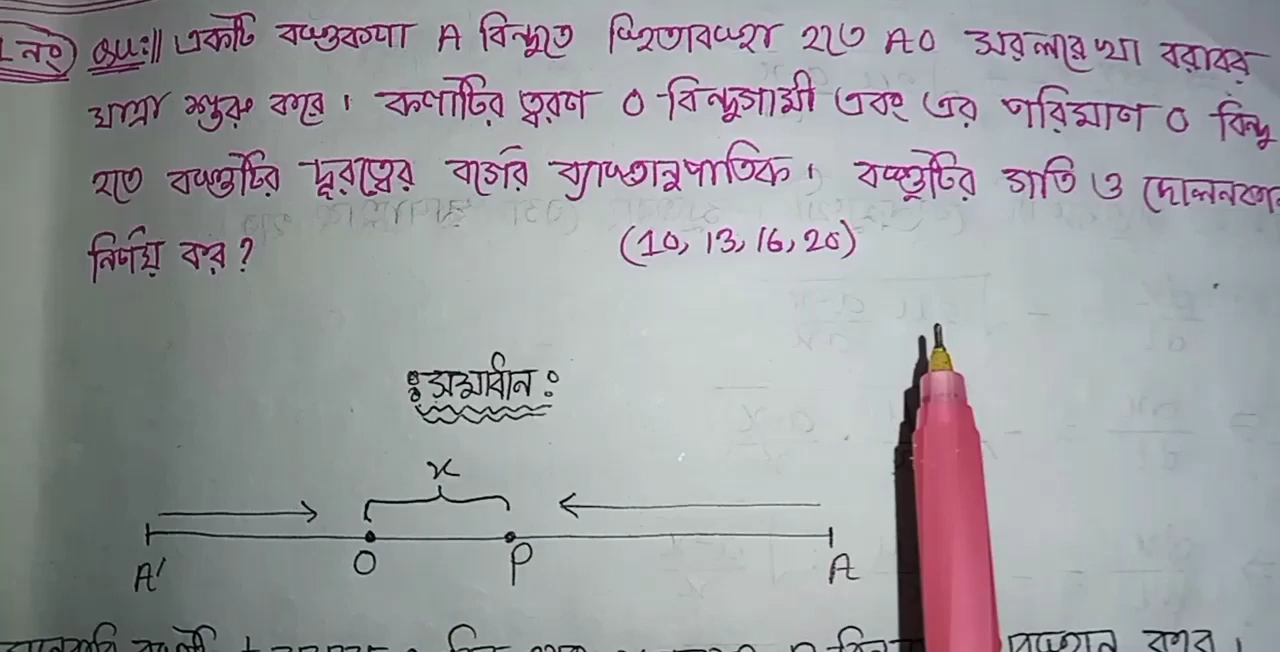 ১নং) Qu:॥ একটি বস্তুকণা A বিন্দুতে স্থিতাবস্থা হতে AO সরলরেখা বরাবর
যাত্রা শুরু করে। কণাটির ত্বরণ O বিন্দুগামী এবং এর পরিমাণ O বিন্দু
হতে বস্তুটির দূরত্বের বর্গের ব্যাস্তানুপাতিক। বস্তুটির গতি ও দোলনকাল
নির্ণয় কর? (10, 13, 16, 20)
:সমাধান:
x
A' O P A